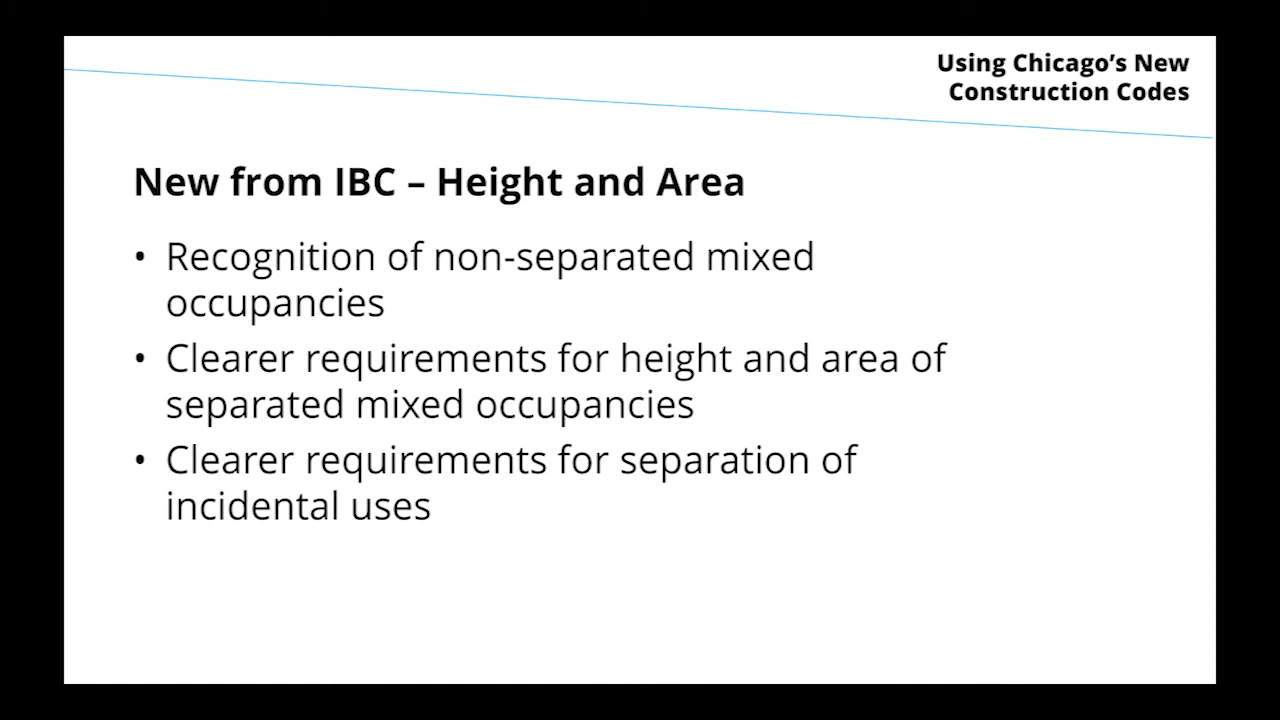 Using Chicago’s New
Construction Codes
New from IBC – Height and Area
• Recognition of non-separated mixed
occupancies
• Clearer requirements for height and area of
separated mixed occupancies
• Clearer requirements for separation of
incidental uses